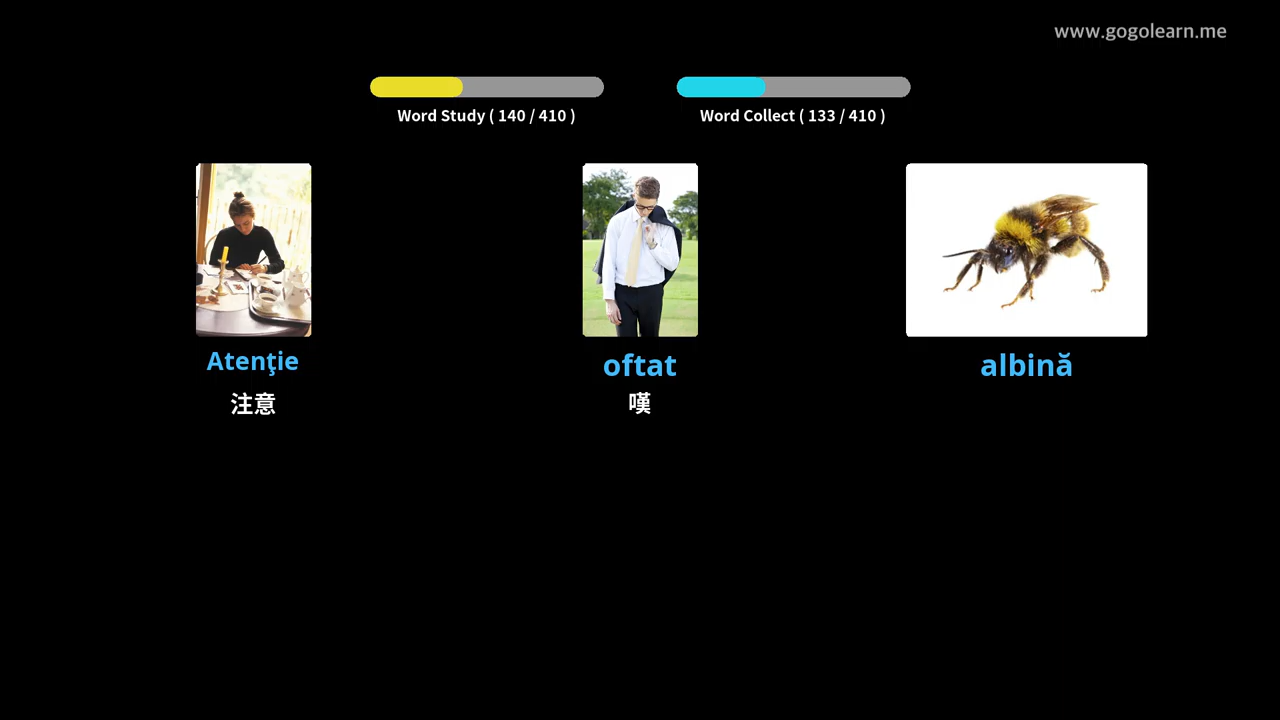 www.gogolearn.me
Word Study ( 140 / 410 )
Word Collect ( 133 / 410 )
Atenţie
oftat
albină
注意
嘆